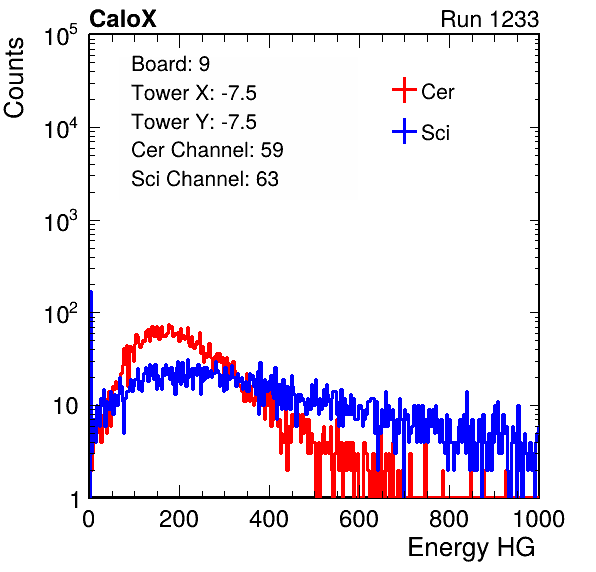 CaloX Run 1233
Counts
10^5
10^4
10^3
10^2
10
1
Board: 9
Tower X: -7.5
Tower Y: -7.5
Cer Channel: 59
Sci Channel: 63
Cer
Sci
0 200 400 600 800 1000
Energy HG